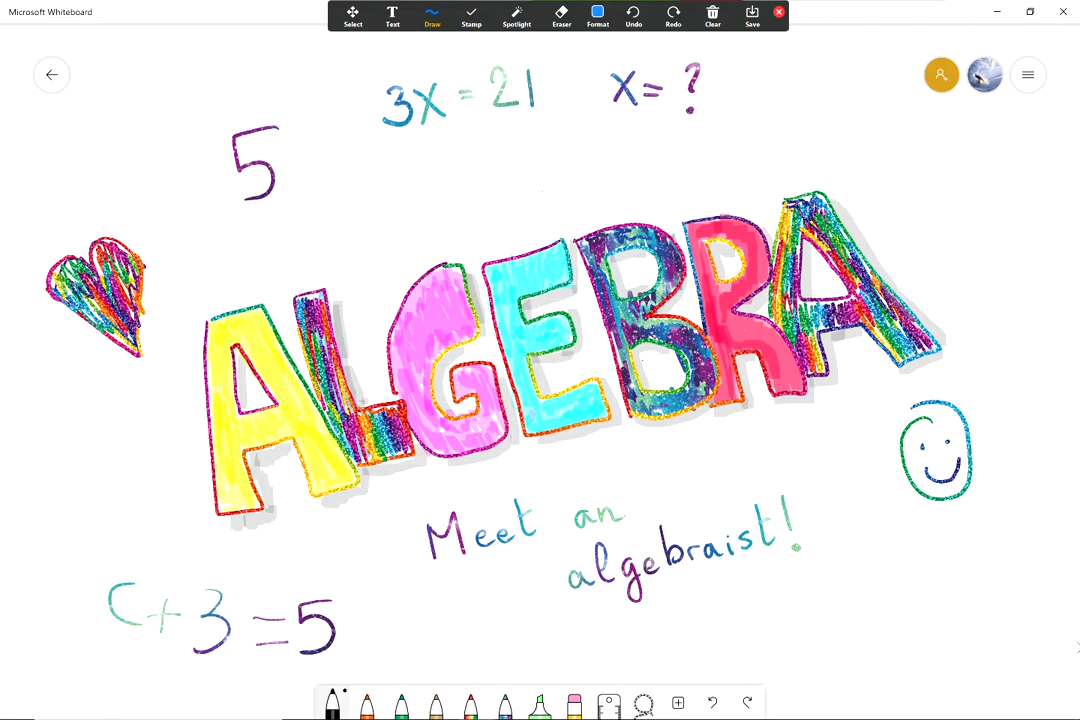 Microsoft Whiteboard
Select Text Draw Stamp Spotlight Eraser Format Undo Redo Clear Save
3x = 21 x = ?
5
ALGEBRA
Meet an
algebraist!
C + 3 = 5